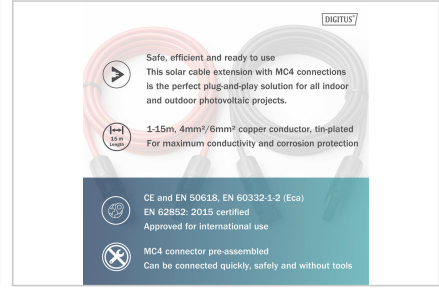 DIGITUS®
Safe, efficient and ready to use
This solar cable extension with MC4 connections
is the perfect plug-and-play solution for all indoor
and outdoor photovoltaic projects.
15 m
Length
1-15m, 4mm²/6mm² copper conductor, tin-plated
For maximum conductivity and corrosion protection
CE and EN 50618, EN 60332-1-2 (Eca)
EN 62852: 2015 certified
Approved for international use
MC4 connector pre-assembled
Can be connected quickly, safely and without tools